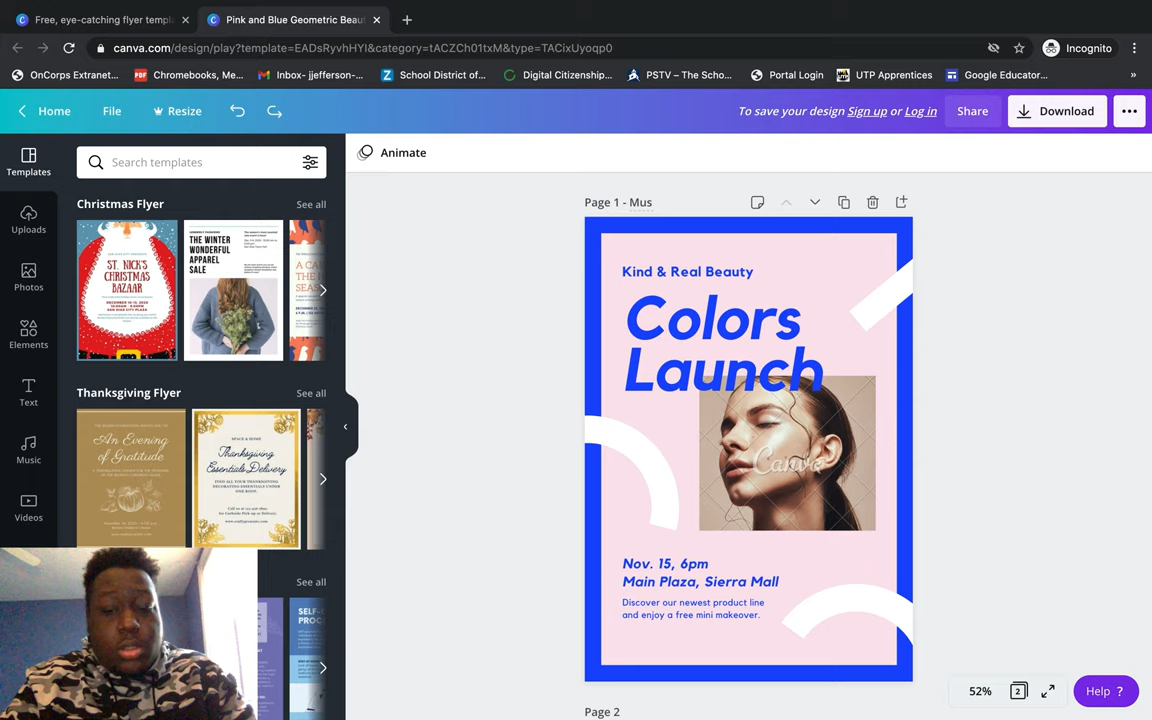 Free, eye-catching flyer templ
Pink and Blue Geometric Beau
canva.com/design/play?template=EADsRyvhHYI&category=tACZCh01txM&type=TACixUyoqp0
Incognito
OnCorps Extranet...
Chromebooks, Me...
Inbox- jjefferson-...
School District of...
Digital Citizenship...
PSTV – The Scho...
Portal Login
UTP Apprentices
Google Educator...
»
Home
File
Resize
To save your design Sign up or Log in
Share
Download
Templates
Uploads
Photos
Elements
Text
Music
Videos
Search templates
Christmas Flyer
See all
ST. NICK'S
CHRISTMAS
BAZAAR
THE WINTER
WONDERFUL
APPAREL
SALE
Thanksgiving Flyer
See all
An Evening
of Gratitude
Thanksgiving
Essentials Delivery
See all
Animate
Page 1 - Mus
Kind & Real Beauty
Colors
Launch
Canva
Nov. 15, 6pm
Main Plaza, Sierra Mall
Discover our newest product line
and enjoy a free mini makeover.
Page 2
52%
2
Help ?